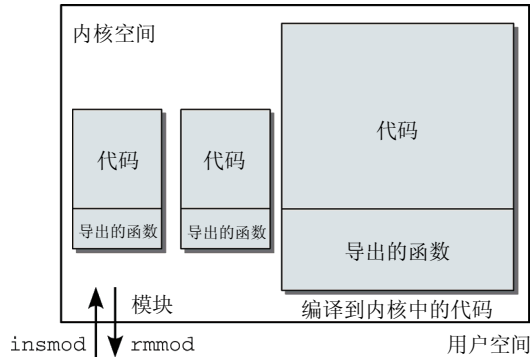 内核空间
代码
代码
代码
导出的函数
导出的函数
导出的函数
模块
编译到内核中的代码
insmod
rmmod
用户空间